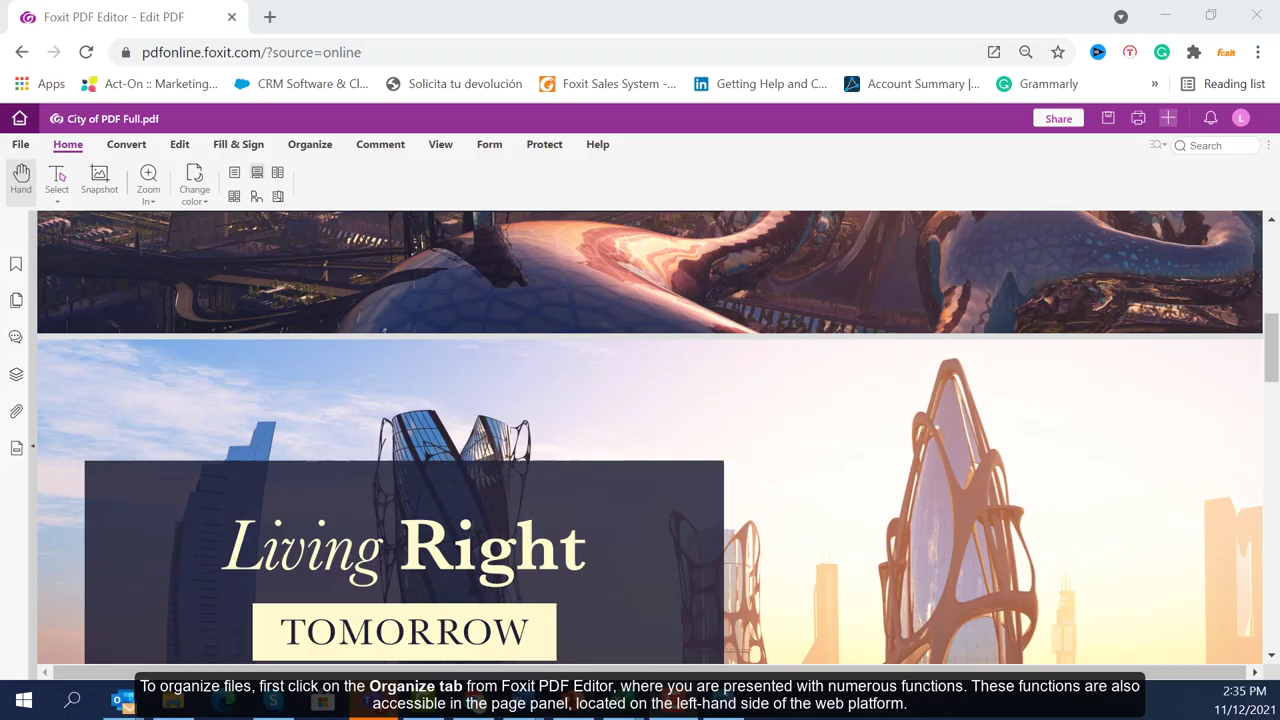 Foxit PDF Editor - Edit PDF
pdfonline.foxit.com/?source=online
foxit
Apps Act-On :: Marketing... CRM Software & Cl... Solicita tu devolución Foxit Sales System -... Getting Help and C... Account Summary |... Grammarly » Reading list
City of PDF Full.pdf Share L
File Home Convert Edit Fill & Sign Organize Comment View Form Protect Help Search
Hand Select Snapshot Zoom In Change color
Living Right
TOMORROW
To organize files, first click on the Organize tab from Foxit PDF Editor, where you are presented with numerous functions. These functions are also
accessible in the page panel, located on the left-hand side of the web platform.
2:35 PM
11/12/2021